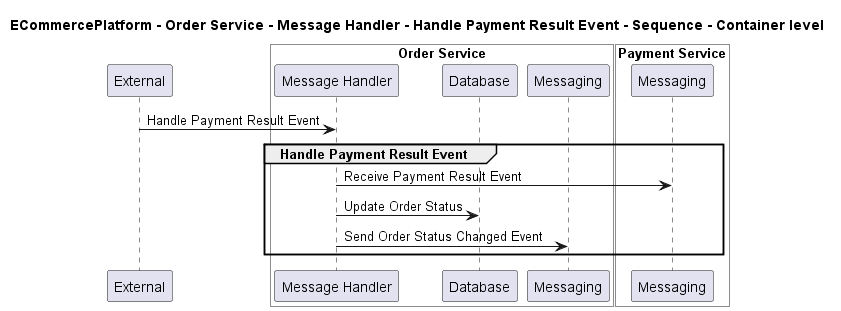 ECommercePlatform - Order Service - Message Handler - Handle Payment Result Event - Sequence - Container level
Order Service
Payment Service
External
Message Handler
Database
Messaging
Messaging
Handle Payment Result Event
Handle Payment Result Event
Receive Payment Result Event
Update Order Status
Send Order Status Changed Event
External
Message Handler
Database
Messaging
Messaging